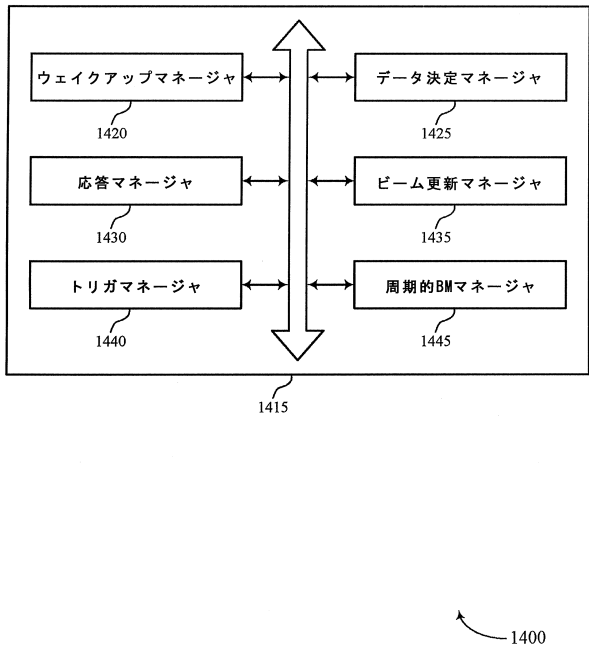 ウェイクアップマネージャ
データ決定マネージャ
1420
1425
応答マネージャ
ビーム更新マネージャ
1430
1435
トリガマネージャ
周期的BMマネージャ
1440
1445
1415
1400